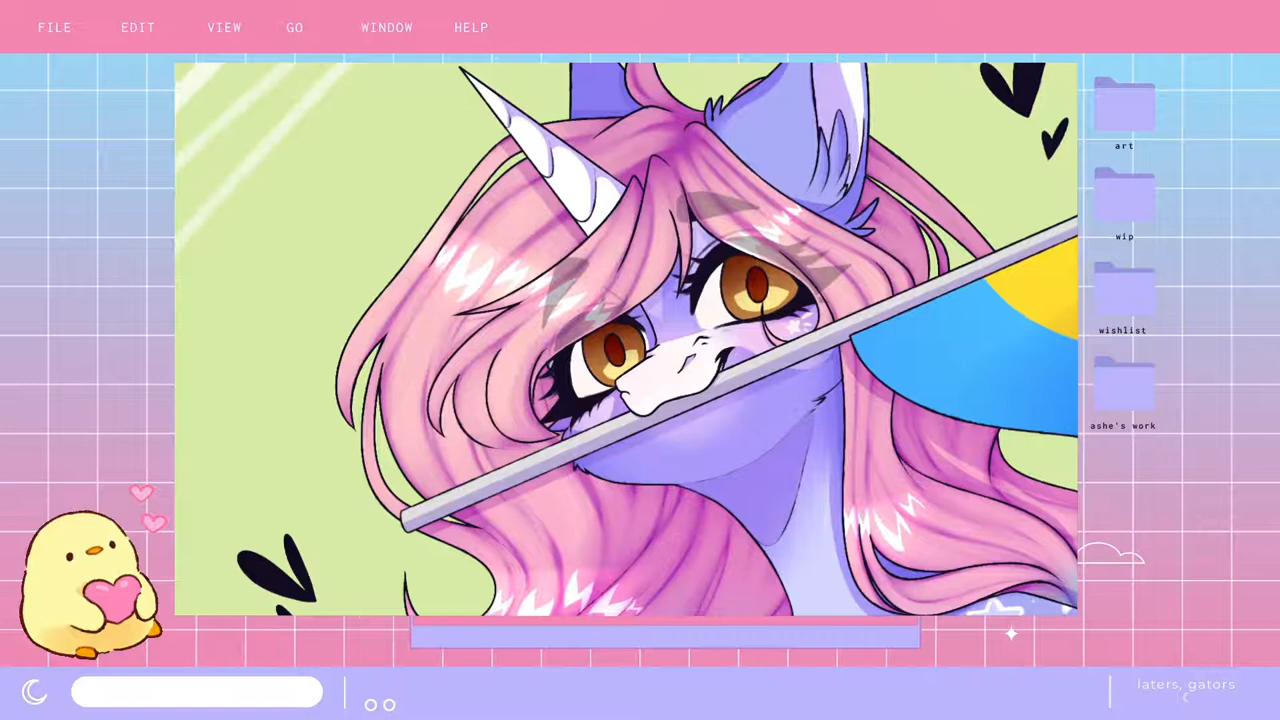 FILE EDIT VIEW GO WINDOW HELP
art
wip
wishlist
ashe's work
laters, gators